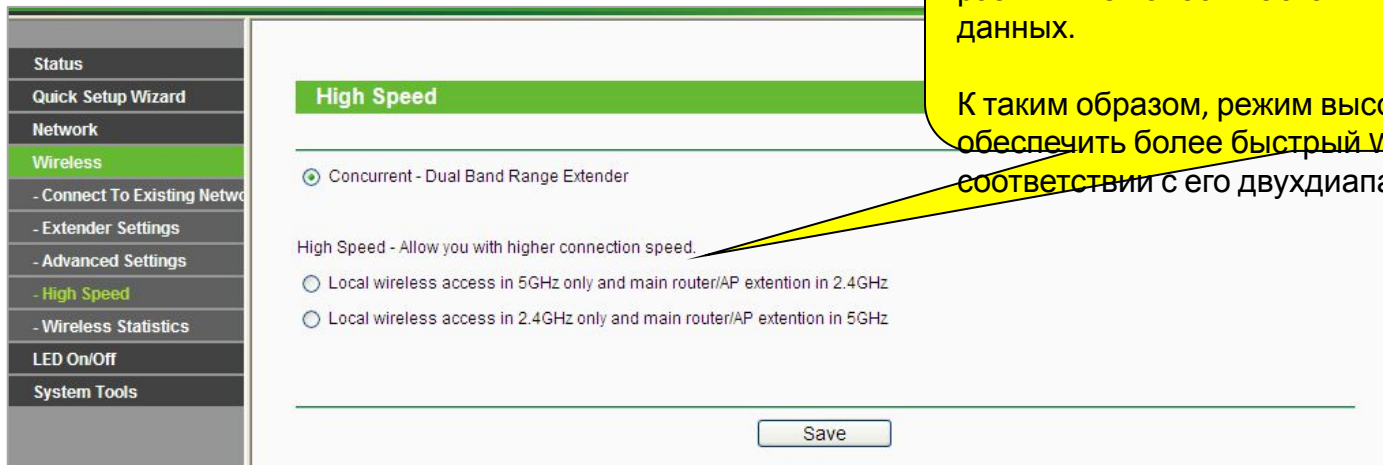 Status
Quick Setup Wizard
Network
Wireless
- Connect To Existing Netwo
- Extender Settings
- Advanced Settings
- High Speed
- Wireless Statistics
LED On/Off
System Tools
High Speed
Concurrent - Dual Band Range Extender
High Speed - Allow you with higher connection speed.
Local wireless access in 5GHz only and main router/AP extention in 2.4GHz
Local wireless access in 2.4GHz only and main router/AP extention in 5GHz
Save
данных.
К таким образом, режим высо
обеспечить более быстрый
соответствии с его двухдиапа